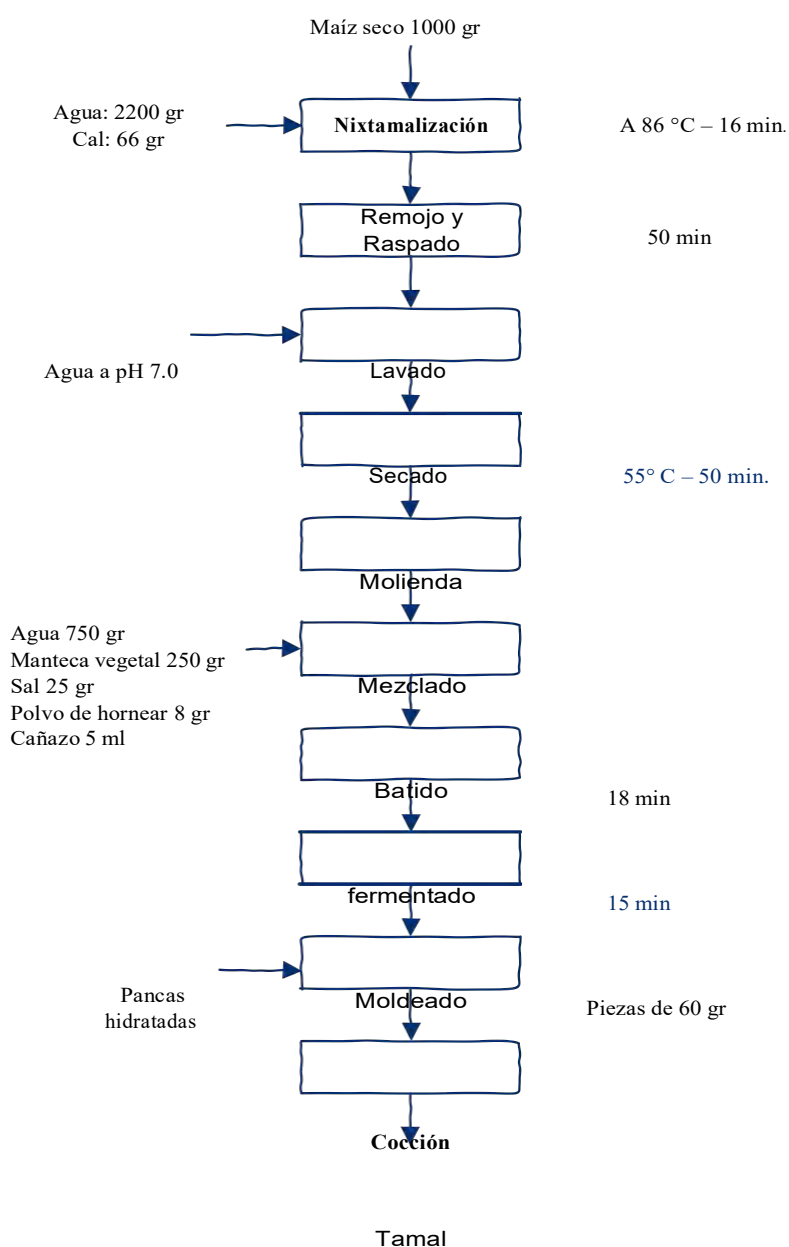 Maíz seco 1000 gr
Agua: 2200 gr
Cal: 66 gr
Nixtamalización
A 86 °C – 16 min.
Remojo y
Raspado
50 min
Agua a pH 7.0
Lavado
Secado
55° C – 50 min.
Molienda
Agua 750 gr
Manteca vegetal 250 gr
Sal 25 gr
Polvo de hornear 8 gr
Cañazo 5 ml
Mezclado
Batido
18 min
fermentado
15 min
Pancas
hidratadas
Moldeado
Piezas de 60 gr
Cocción
Tamal